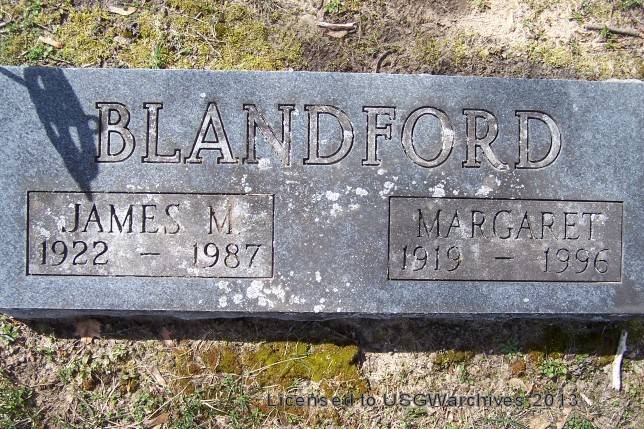 BLANDFORD
JAMES M.
1922 – 1987
MARGARET
1919 – 1996
Licensed to USGWarchives 2013